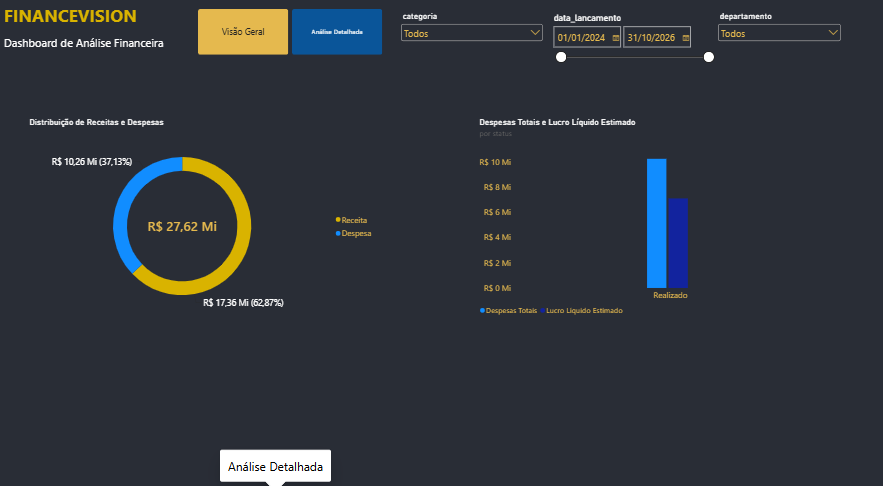 FINANCEVISION
Dashboard de Análise Financeira
Visão Geral
Análise Detalhada
categoria
Todos
data_lancamento
01/01/2024
31/10/2026
departamento
Todos
Distribuição de Receitas e Despesas
R$ 10,26 Mi (37,13%)
R$ 27,62 Mi
R$ 17,36 Mi (62,87%)
Receita
Despesa
Despesas Totais e Lucro Líquido Estimado
por status
R$ 10 Mi
R$ 8 Mi
R$ 6 Mi
R$ 4 Mi
R$ 2 Mi
R$ 0 Mi
Realizado
Despesas Totais
Lucro Líquido Estimado
Análise Detalhada